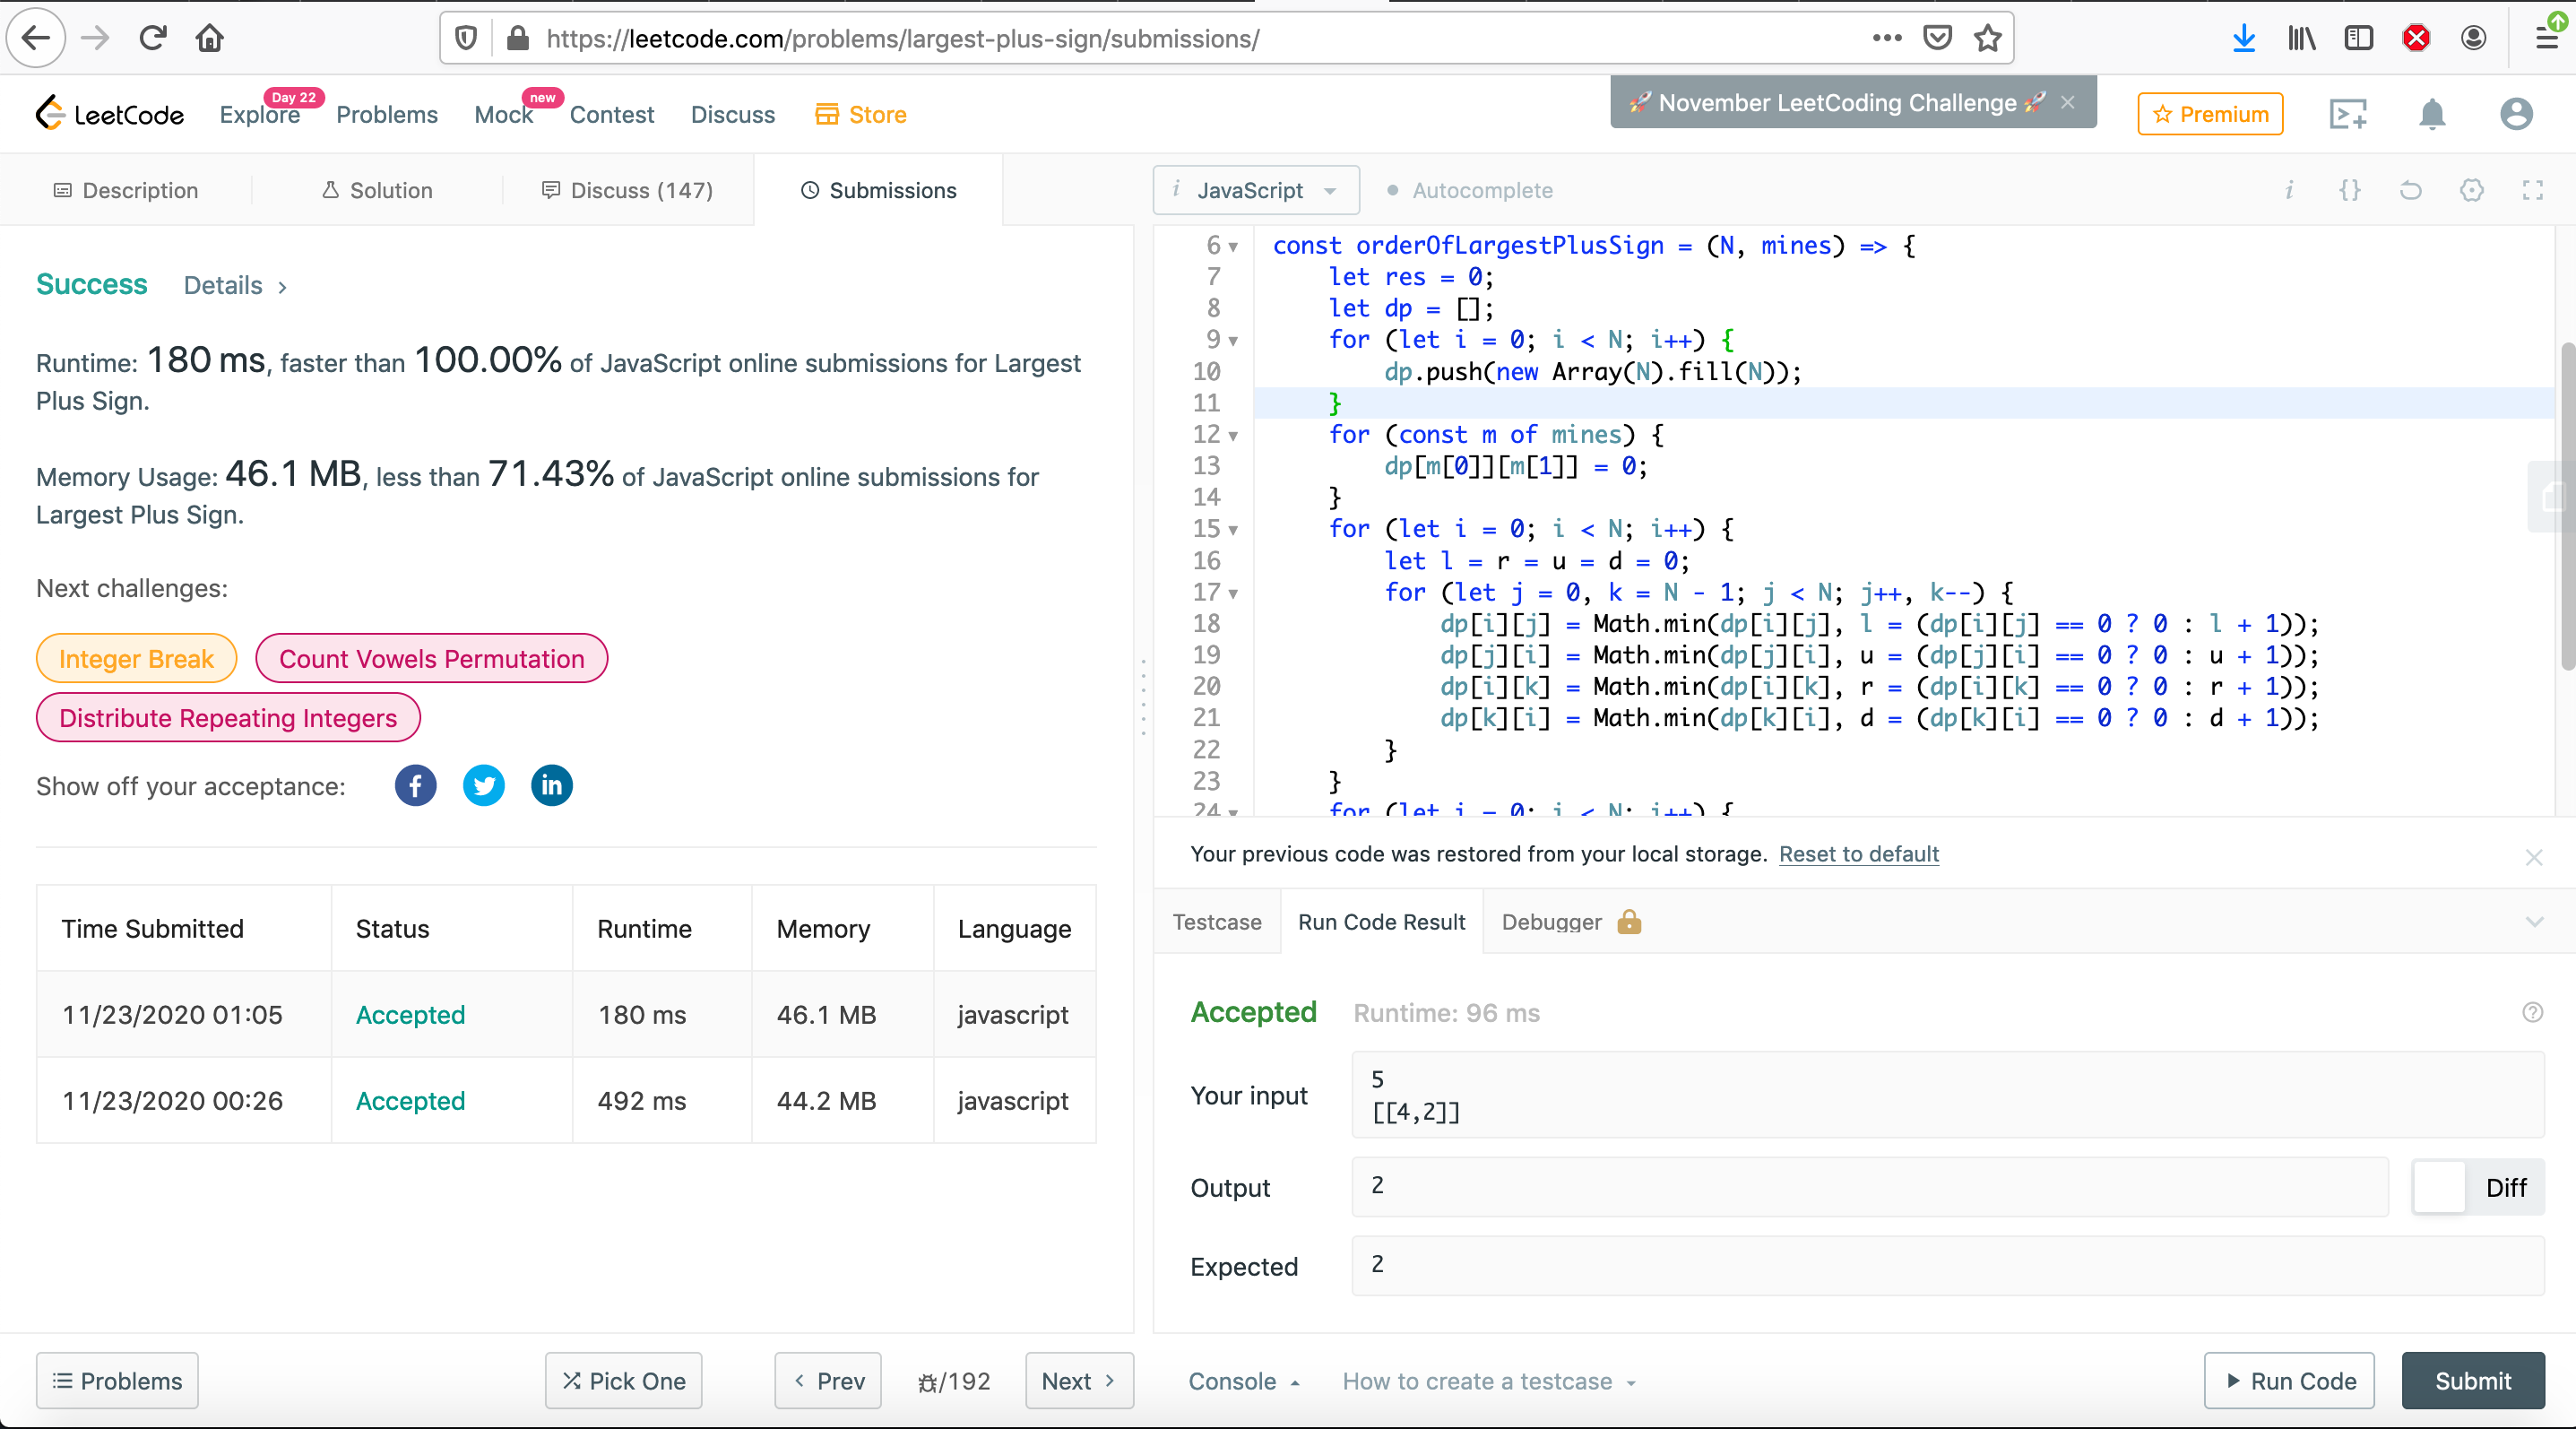 https://leetcode.com/problems/largest-plus-sign/submissions/
LeetCode
Explore
Day 22
Problems
Mock
new
Contest
Discuss
Store
🚀 November LeetCoding Challenge 🚀 ×
Premium
Description
Solution
Discuss (147)
Submissions
i JavaScript
Autocomplete
i
{}
Success
Details >
Runtime: 180 ms, faster than 100.00% of JavaScript online submissions for Largest
Plus Sign.
Memory Usage: 46.1 MB, less than 71.43% of JavaScript online submissions for
Largest Plus Sign.
Next challenges:
Integer Break
Count Vowels Permutation
Distribute Repeating Integers
Show off your acceptance:
f
in
Time Submitted Status Runtime Memory Language
11/23/2020 01:05 Accepted 180 ms 46.1 MB javascript
11/23/2020 00:26 Accepted 492 ms 44.2 MB javascript
6 const orderOfLargestPlusSign = (N, mines) => {
7 let res = 0;
8 let dp = [];
9 for (let i = 0; i < N; i++) {
10 dp.push(new Array(N).fill(N));
11 }
12 for (const m of mines) {
13 dp[m[0]][m[1]] = 0;
14 }
15 for (let i = 0; i < N; i++) {
16 let l = r = u = d = 0;
17 for (let j = 0, k = N - 1; j < N; j++, k--) {
18 dp[i][j] = Math.min(dp[i][j], l = (dp[i][j] == 0 ? 0 : l + 1));
19 dp[j][i] = Math.min(dp[j][i], u = (dp[j][i] == 0 ? 0 : u + 1));
20 dp[i][k] = Math.min(dp[i][k], r = (dp[i][k] == 0 ? 0 : r + 1));
21 dp[k][i] = Math.min(dp[k][i], d = (dp[k][i] == 0 ? 0 : d + 1));
22 }
23 }
24 for (let i = 0; i < N; i++) {
Your previous code was restored from your local storage. Reset to default
Testcase
Run Code Result
Debugger
Accepted
Runtime: 96 ms
Your input
5
[[4,2]]
Output
2
Diff
Expected
2
Problems
Pick One
Prev
/192
Next
Console
How to create a testcase
Run Code
Submit